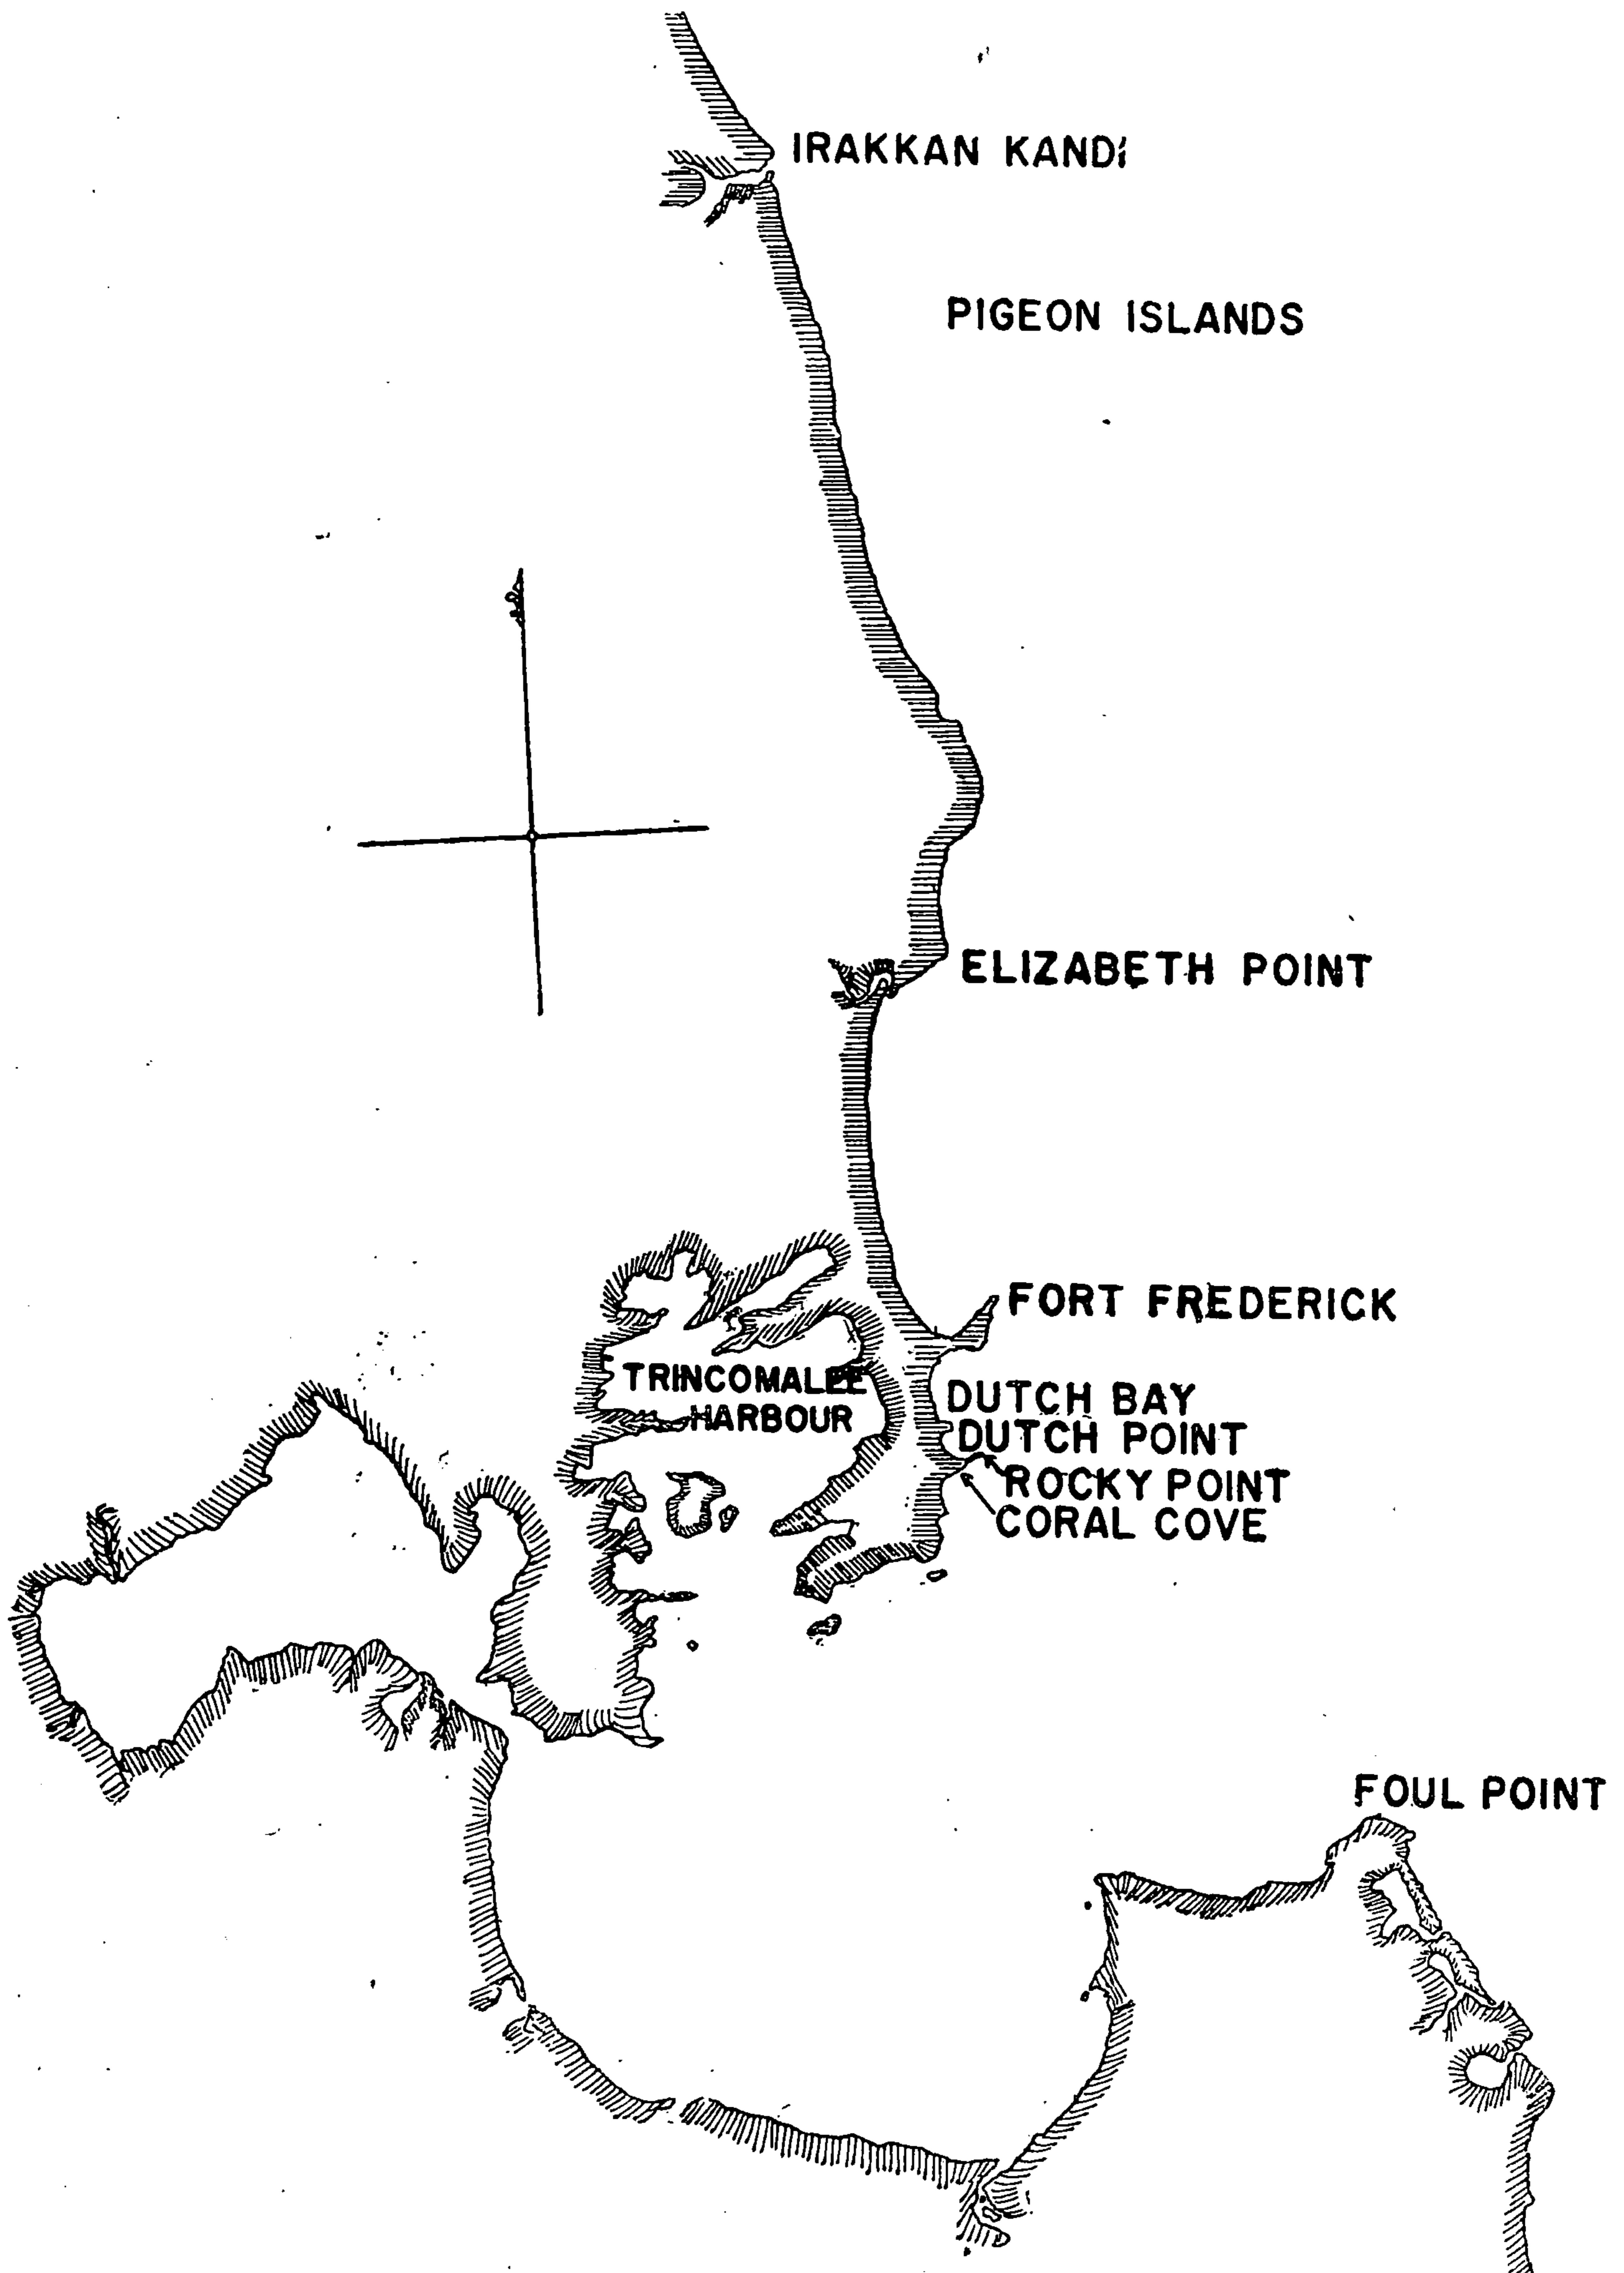 IRAKKAN KANDI
PIGEON ISLANDS
ELIZABETH POINT
FORT FREDERICK
TRINCOMALEE
HARBOUR
DUTCH BAY
DUTCH POINT
ROCKY POINT
CORAL COVE
FOUL POINT